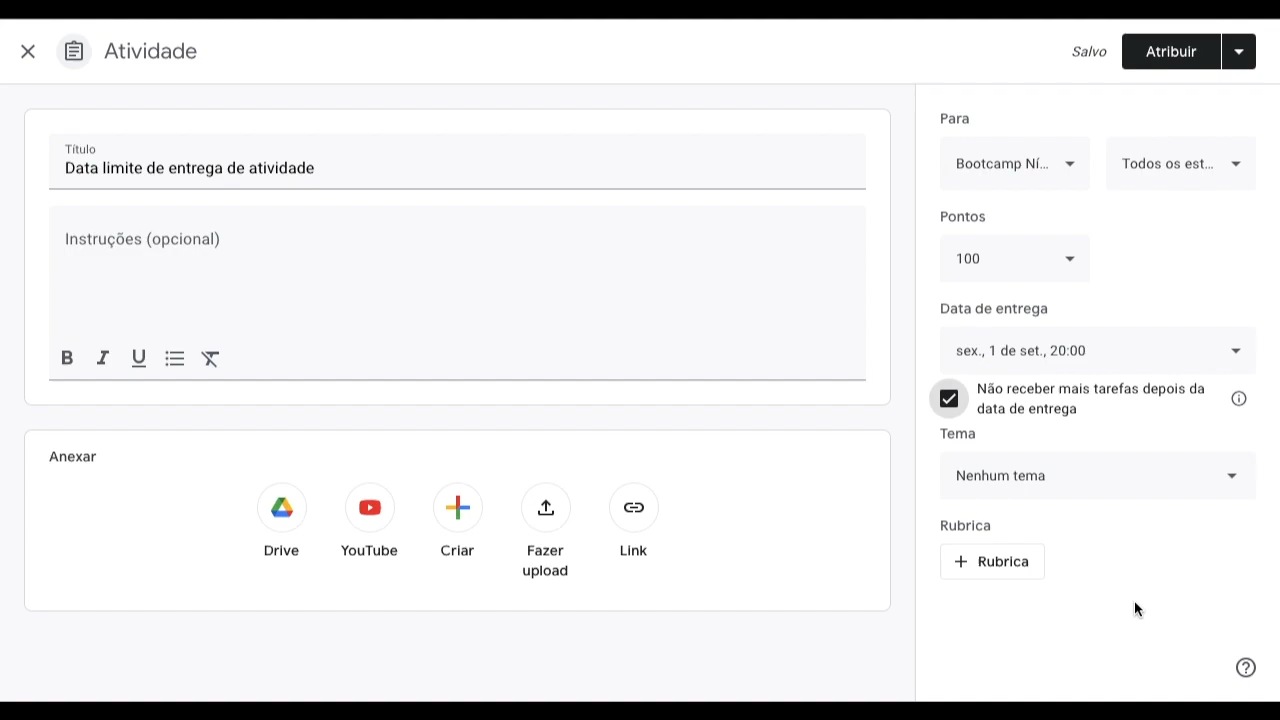 Atividade
Salvo
Atribuir
Título
Data limite de entrega de atividade
Instruções (opcional)
B I U
Anexar
Drive
YouTube
Criar
Fazer
upload
Link
Para
Bootcamp Ní...
Todos os est...
Pontos
100
Data de entrega
sex., 1 de set., 20:00
Não receber mais tarefas depois da
data de entrega
Tema
Nenhum tema
Rubrica
+ Rubrica